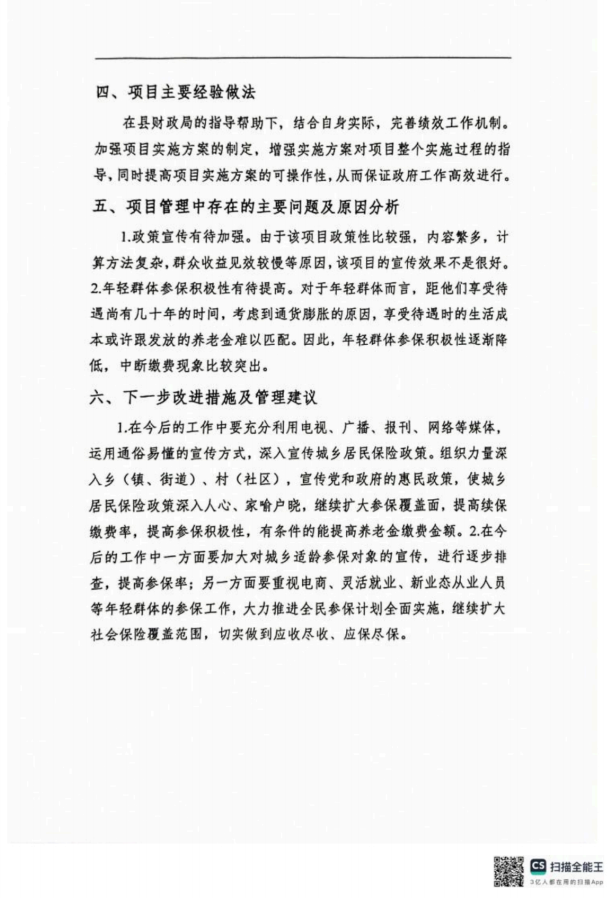 四、项目主要经验做法
在县财政局的指导帮助下，结合自身实际，完善绩效工作机制。
加强项目实施方案的制定，增强实施方案对项目整个实施过程的指
导，同时提高项目实施方案的可操作性，从而保证政府工作高效进行。
五、项目管理中存在的主要问题及原因分析
1.政策宣传有待加强。由于该项目政策性比较强，内容繁多，计
算方法复杂，群众收益见效较慢等原因，该项目的宣传效果不是很好。
2.年轻群体参保积极性有待提高。对于年轻群体而言，距他们享受待
遇尚有几十年的时间，考虑到通货膨胀的原因，享受待遇时的生活成
本或许跟发放的养老金难以匹配。因此，年轻群体参保积极性逐渐降
低，中断缴费现象比较突出。
六、下一步改进措施及管理建议
1.在今后的工作中要充分利用电视、广播、报刊、网络等媒体，
运用通俗易懂的宣传方式，深入宣传城乡居民保险政策。组织力量深
入乡（镇、街道）、村（社区），宣传党和政府的惠民政策，使城乡
居民保险政策深入人心、家喻户晓，继续扩大参保覆盖面，提高续保
缴费率，提高参保积极性，有条件的能提高养老金缴费金额。2.在今
后的工作中一方面要加大对城乡适龄参保对象的宣传，进行逐步排
查，提高参保率；另一方面要重视电商、灵活就业、新业态从业人员
等年轻群体的参保工作，大力推进全民参保计划全面实施，继续扩大
社会保险覆盖范围，切实做到应收尽收、应保尽保。
CS 扫描全能王
3亿人都在用的扫描App